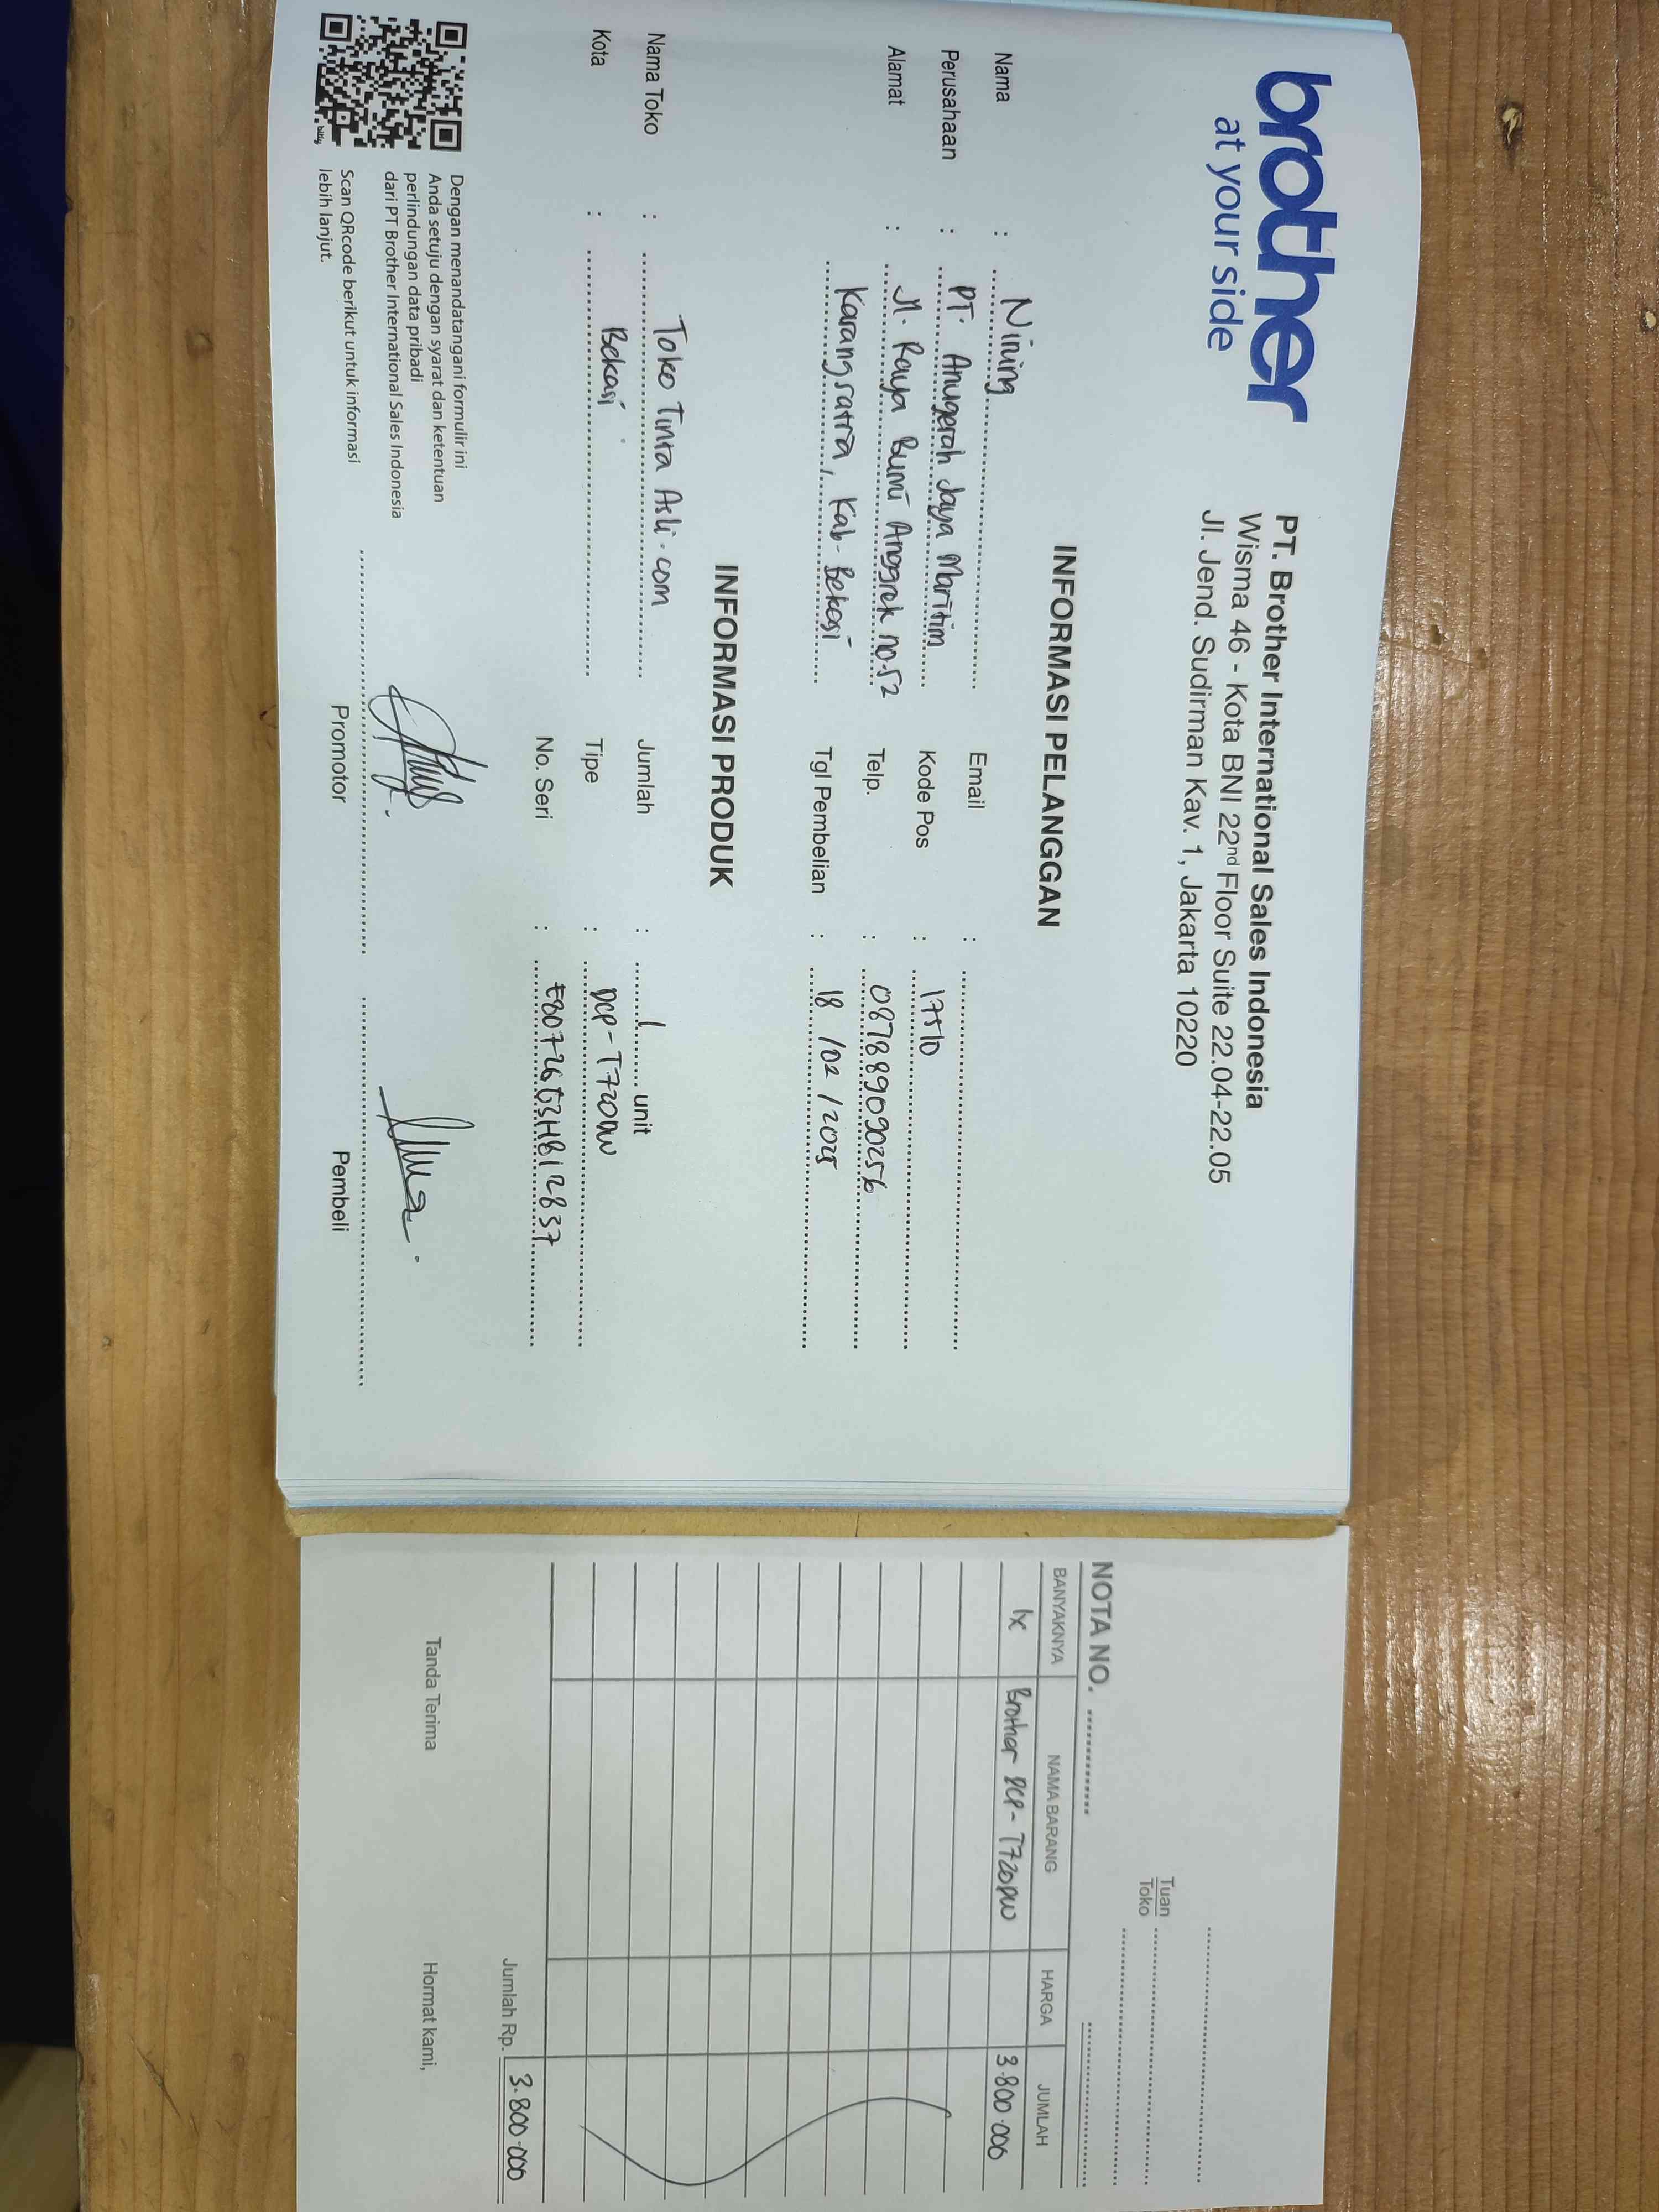 brother
at your side
PT. Brother International Sales Indonesia
Wisma 46 - Kota BNI 22nd Floor Suite 22.04-22.05
Jl. Jend. Sudirman Kav. 1, Jakarta 10220
INFORMASI PELANGGAN
Nama : Nining
Email :
Perusahaan : PT. Anugerah Jaya Maritim
Kode Pos : 17510
Alamat : Jl. Raya Bumi Anggrek no.52
Telp. : 087889090256
Karangsatria, Kab. Bekasi
Tgl Pembelian : 18 /02 /2025
INFORMASI PRODUK
Nama Toko : Toko Tinta Asli.com
Jumlah : 1 unit
Kota : Bekasi
Tipe : DCP-T720DW
No. Seri :
Dengan menandatangani formulir ini
Anda setuju dengan syarat dan ketentuan
perlindungan data pribadi
dari PT Brother International Sales Indonesia
Scan QRcode berikut untuk informasi
lebih lanjut.
Promotor
Pembeli
Tuan
Toko
NOTA NO.
BANYAKNYA NAMA BARANG HARGA JUMLAH
1x Brother DCP-T720DW 3.800.000
Jumlah Rp. 3.800.000
Tanda Terima
Hormat kami,